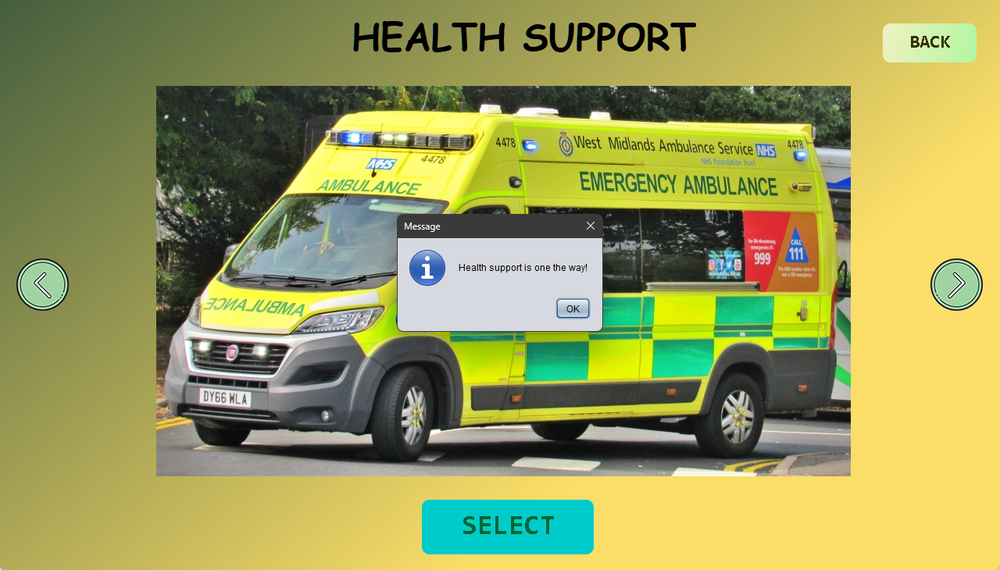 HEALTH SUPPORT
BACK
4478
West Midlands Ambulance Service NHS
4478
NHS Foundation Trust
NHS
4478
AMBULANCE
EMERGENCY AMBULANCE
Message
For life-threatening
emergencies it's
999
CALL
111
The NHS number when it's
not a 999 emergency
Health support is one the way!
OK
AMBULANCE
DY66 WLA
SELECT